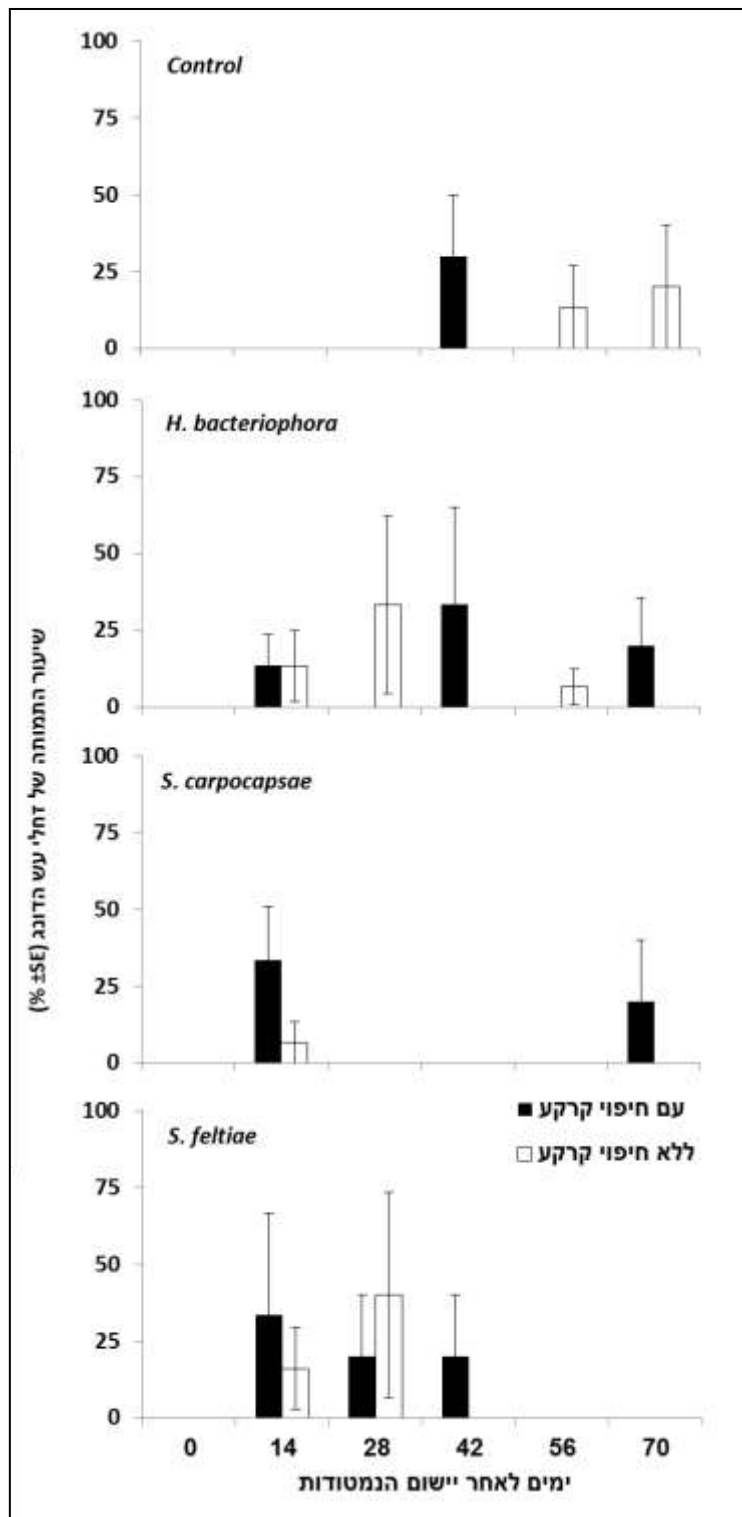 100
Control
75
50
25
0
100
H. bacteriophora
75
50
25
0
100
S. carpocapsae
75
50
25
0
100
S. feltiae
עם חיפוי קרקע
ללא חיפוי קרקע
75
50
25
0
0 14 28 42 56 70
ימים לאחר יישום הנמטודות
שיעור התמותה של זחלי עש הדונג (% ±SE)